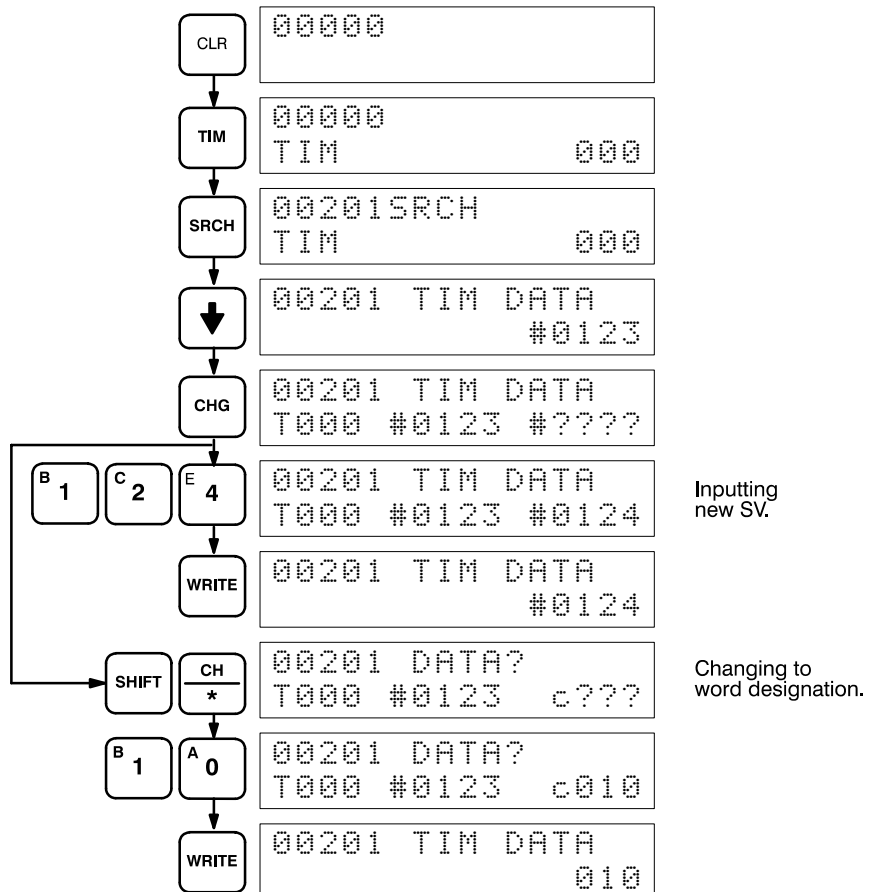 CLR
00000
TIM
00000
TIM 000
SRCH
00201SRCH
TIM 000
00201 TIM DATA
#0123
CHG
00201 TIM DATA
T000 #0123 #????
B 1
C 2
E 4
00201 TIM DATA
T000 #0123 #0124
Inputting
new SV.
WRITE
00201 TIM DATA
#0124
SHIFT
CH
*
00201 DATA?
T000 #0123 c???
Changing to
word designation.
B 1
A 0
00201 DATA?
T000 #0123 c010
WRITE
00201 TIM DATA
010